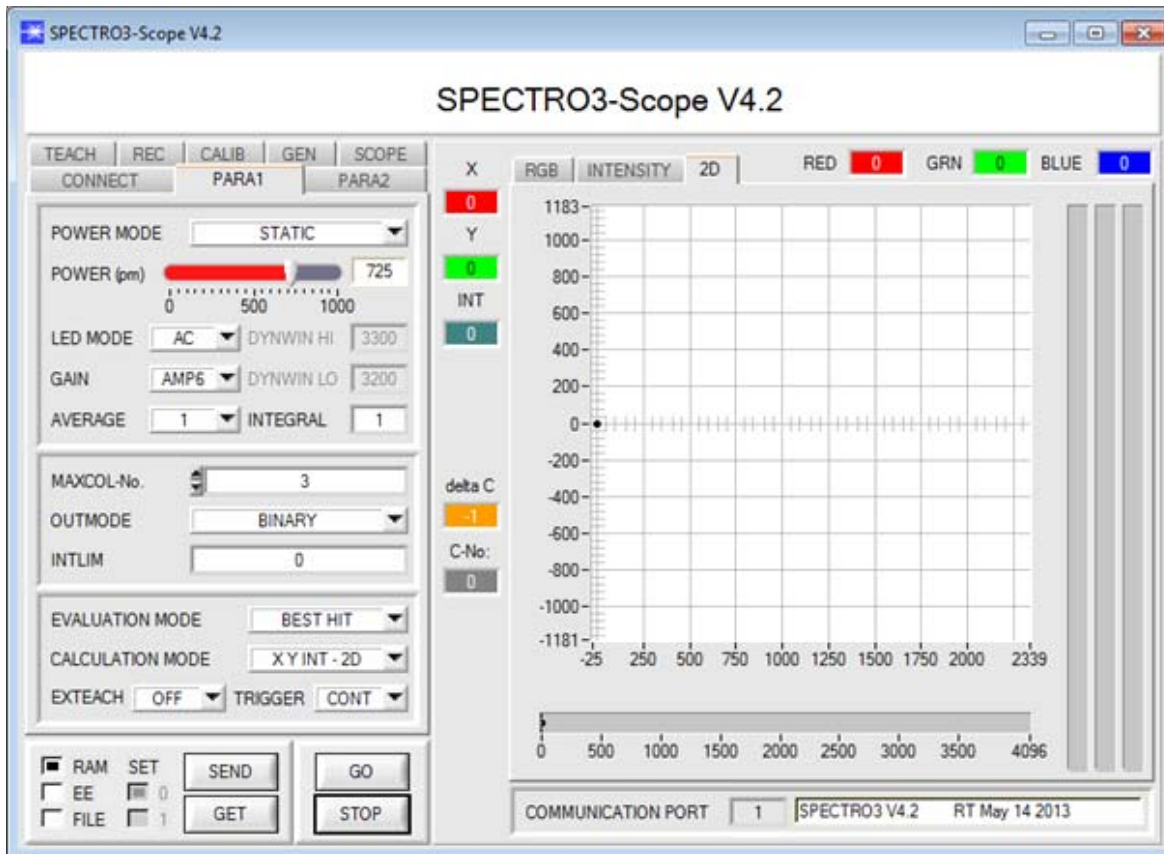 SPECTRO3-Scope V4.2
SPECTRO3-Scope V4.2
TEACH REC CALIB GEN SCOPE
CONNECT PARA1 PARA2
POWER MODE STATIC
POWER (pm) 725
0 500 1000
LED MODE AC DYNWIN HI 3300
GAIN AMP6 DYNWIN LO 3200
AVERAGE 1 INTEGRAL 1
MAXCOL-No. 3
OUTMODE BINARY
INTLIM 0
EVALUATION MODE BEST HIT
CALCULATION MODE X Y INT - 2D
EXTEACH OFF TRIGGER CONT
RAM SET
EE 0
FILE 1
SEND
GET
GO
STOP
X
0
Y
0
INT
0
delta C
-1
C-No:
0
RGB INTENSITY 2D
RED 0 GRN 0 BLUE 0
1183
1000
800
600
400
200
0
-200
-400
-600
-800
-1000
-1181
-25 250 500 750 1000 1250 1500 1750 2000 2339
0 500 1000 1500 2000 2500 3000 3500 4096
COMMUNICATION PORT 1 SPECTRO3 V4.2 RT May 14 2013